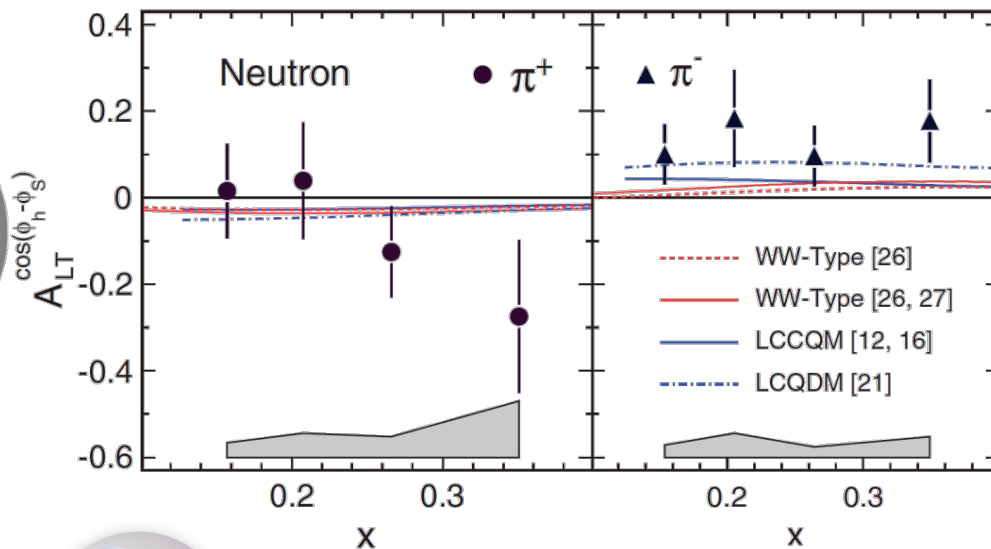 0.4
0.2
0
-0.2
-0.4
-0.6
A_LT^cos(ϕ_h-ϕ_S)
Neutron
π⁺
π⁻
WW-Type [26]
WW-Type [26, 27]
LCCQM [12, 16]
LCQDM [21]
0.2 0.3
0.2 0.3
x
x